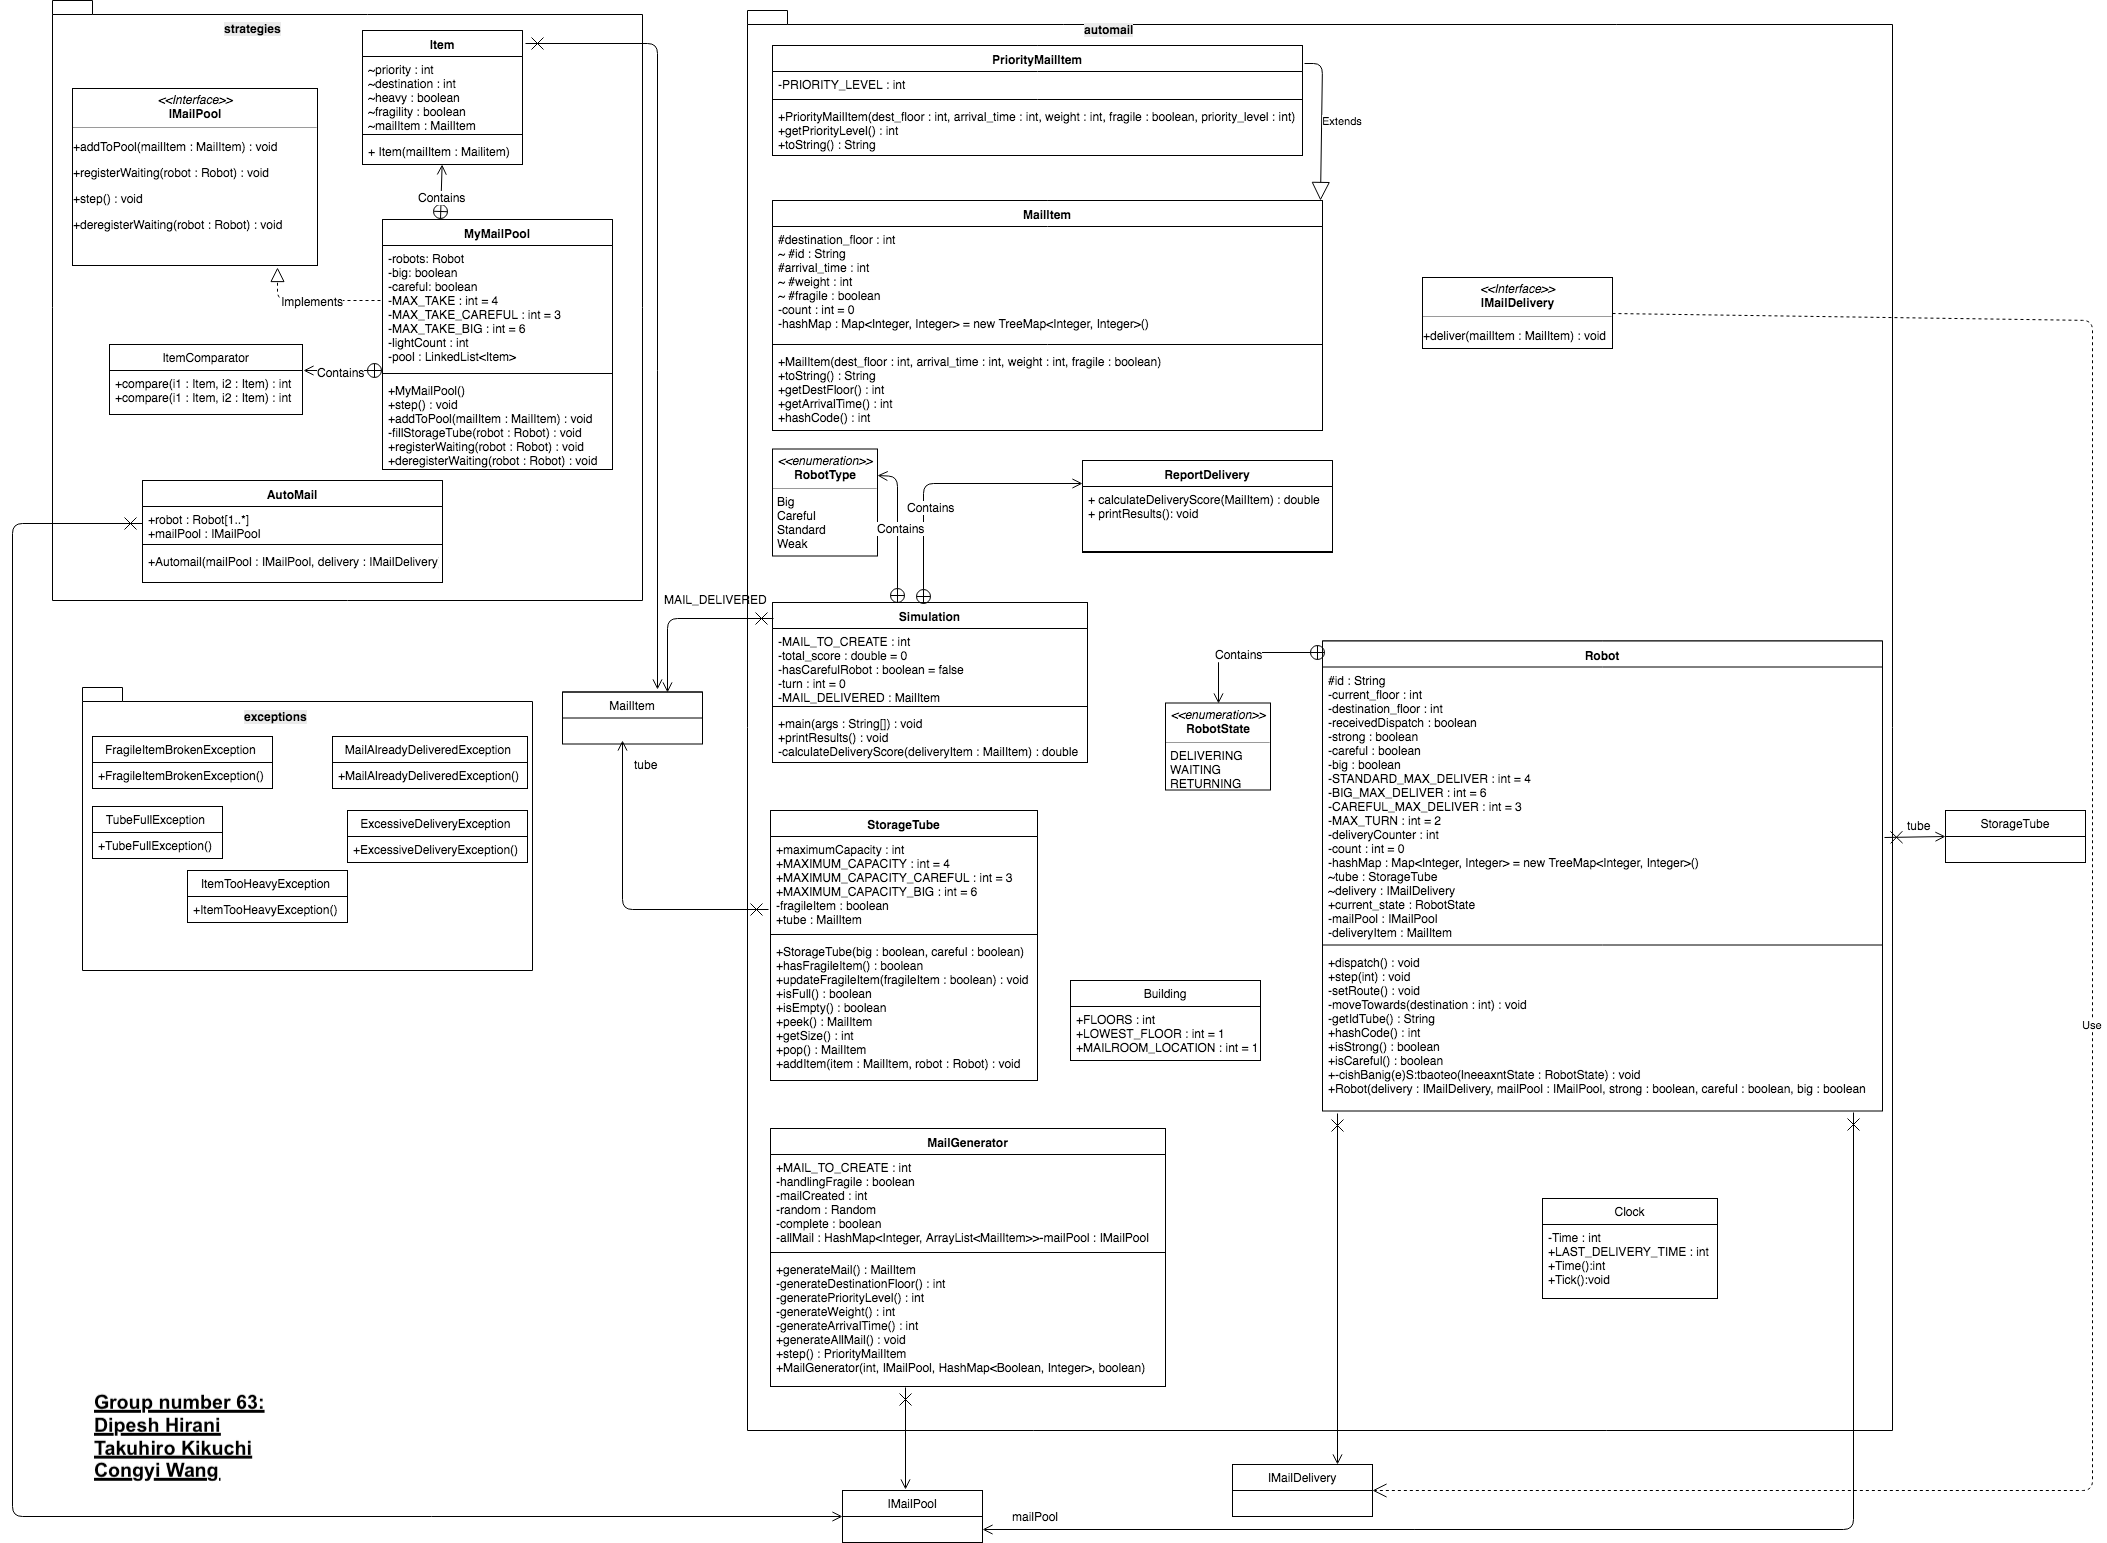 strategies
Item
~priority : int
~destination : int
~heavy : boolean
~fragility : boolean
~mailItem : MailItem
+ Item(mailItem : Mailitem)
<<Interface>>
IMailPool
+addToPool(mailItem : MailItem) : void
+registerWaiting(robot : Robot) : void
+step() : void
+deregisterWaiting(robot : Robot) : void
Contains
MyMailPool
-robots: Robot
-big: boolean
-careful: boolean
-MAX_TAKE : int = 4
-MAX_TAKE_CAREFUL : int = 3
-MAX_TAKE_BIG : int = 6
-lightCount : int
-pool : LinkedList<Item>
+MyMailPool()
+step() : void
+addToPool(mailItem : MailItem) : void
-fillStorageTube(robot : Robot) : void
+registerWaiting(robot : Robot) : void
+deregisterWaiting(robot : Robot) : void
Implements
ItemComparator
+compare(i1 : Item, i2 : Item) : int
+compare(i1 : Item, i2 : Item) : int
Contains
AutoMail
+robot : Robot[1..*]
+mailPool : IMailPool
+Automail(mailPool : IMailPool, delivery : IMailDelivery
automail
PriorityMailItem
-PRIORITY_LEVEL : int
+PriorityMailItem(dest_floor : int, arrival_time : int, weight : int, fragile : boolean, priority_level : int)
+getPriorityLevel() : int
+toString() : String
Extends
MailItem
#destination_floor : int
~ #id : String
#arrival_time : int
~ #weight : int
~ #fragile : boolean
-count : int = 0
-hashMap : Map<Integer, Integer> = new TreeMap<Integer, Integer>()
+MailItem(dest_floor : int, arrival_time : int, weight : int, fragile : boolean)
+toString() : String
+getDestFloor() : int
+getArrivalTime() : int
+hashCode() : int
<<Interface>>
IMailDelivery
+deliver(mailItem : MailItem) : void
<<enumeration>>
RobotType
Big
Careful
Standard
Weak
Contains
Contains
ReportDelivery
+ calculateDeliveryScore(MailItem) : double
+ printResults(): void
MAIL_DELIVERED
Simulation
-MAIL_TO_CREATE : int
-total_score : double = 0
-hasCarefulRobot : boolean = false
-turn : int = 0
-MAIL_DELIVERED : MailItem
+main(args : String[]) : void
+printResults() : void
-calculateDeliveryScore(deliveryItem : MailItem) : double
MailItem
tube
Contains
<<enumeration>>
RobotState
DELIVERING
WAITING
RETURNING
Robot
#id : String
-current_floor : int
-destination_floor : int
-receivedDispatch : boolean
-strong : boolean
-careful : boolean
-big : boolean
-STANDARD_MAX_DELIVER : int = 4
-BIG_MAX_DELIVER : int = 6
-CAREFUL_MAX_DELIVER : int = 3
-MAX_TURN : int = 2
-deliveryCounter : int
-count : int = 0
-hashMap : Map<Integer, Integer> = new TreeMap<Integer, Integer>()
~tube : StorageTube
~delivery : IMailDelivery
+current_state : RobotState
-mailPool : IMailPool
-deliveryItem : MailItem
+dispatch() : void
+step(int) : void
-setRoute() : void
-moveTowards(destination : int) : void
-getIdTube() : String
+hashCode() : int
+isStrong() : boolean
+isCareful() : boolean
: RobotState) : void
+Robot(delivery : IMailDelivery, mailPool : IMailPool, strong : boolean, careful : boolean, big : boolean
tube
StorageTube
Use
exceptions
FragileItemBrokenException
+FragileItemBrokenException()
MailAlreadyDeliveredException
+MailAlreadyDeliveredException()
TubeFullException
+TubeFullException()
ExcessiveDeliveryException
+ExcessiveDeliveryException()
ItemTooHeavyException
+ItemTooHeavyException()
StorageTube
+maximumCapacity : int
+MAXIMUM_CAPACITY : int = 4
+MAXIMUM_CAPACITY_CAREFUL : int = 3
+MAXIMUM_CAPACITY_BIG : int = 6
-fragileItem : boolean
+tube : MailItem
+StorageTube(big : boolean, careful : boolean)
+hasFragileItem() : boolean
+updateFragileItem(fragileItem : boolean) : void
+isFull() : boolean
+isEmpty() : boolean
+peek() : MailItem
+getSize() : int
+pop() : MailItem
+addItem(item : MailItem, robot : Robot) : void
Building
+FLOORS : int
+LOWEST_FLOOR : int = 1
+MAILROOM_LOCATION : int = 1
MailGenerator
+MAIL_TO_CREATE : int
-handlingFragile : boolean
-mailCreated : int
-random : Random
-complete : boolean
-allMail : HashMap<Integer, ArrayList<MailItem>>-mailPool : IMailPool
+generateMail() : MailItem
-generateDestinationFloor() : int
-generatePriorityLevel() : int
-generateWeight() : int
-generateArrivalTime() : int
+generateAllMail() : void
+step() : PriorityMailItem
+MailGenerator(int, IMailPool, HashMap<Boolean, Integer>, boolean)
Clock
-Time : int
+LAST_DELIVERY_TIME : int
+Time():int
+Tick():void
Group number 63:
Dipesh Hirani
Takuhiro Kikuchi
Congyi Wang
IMailPool
mailPool
IMailDelivery